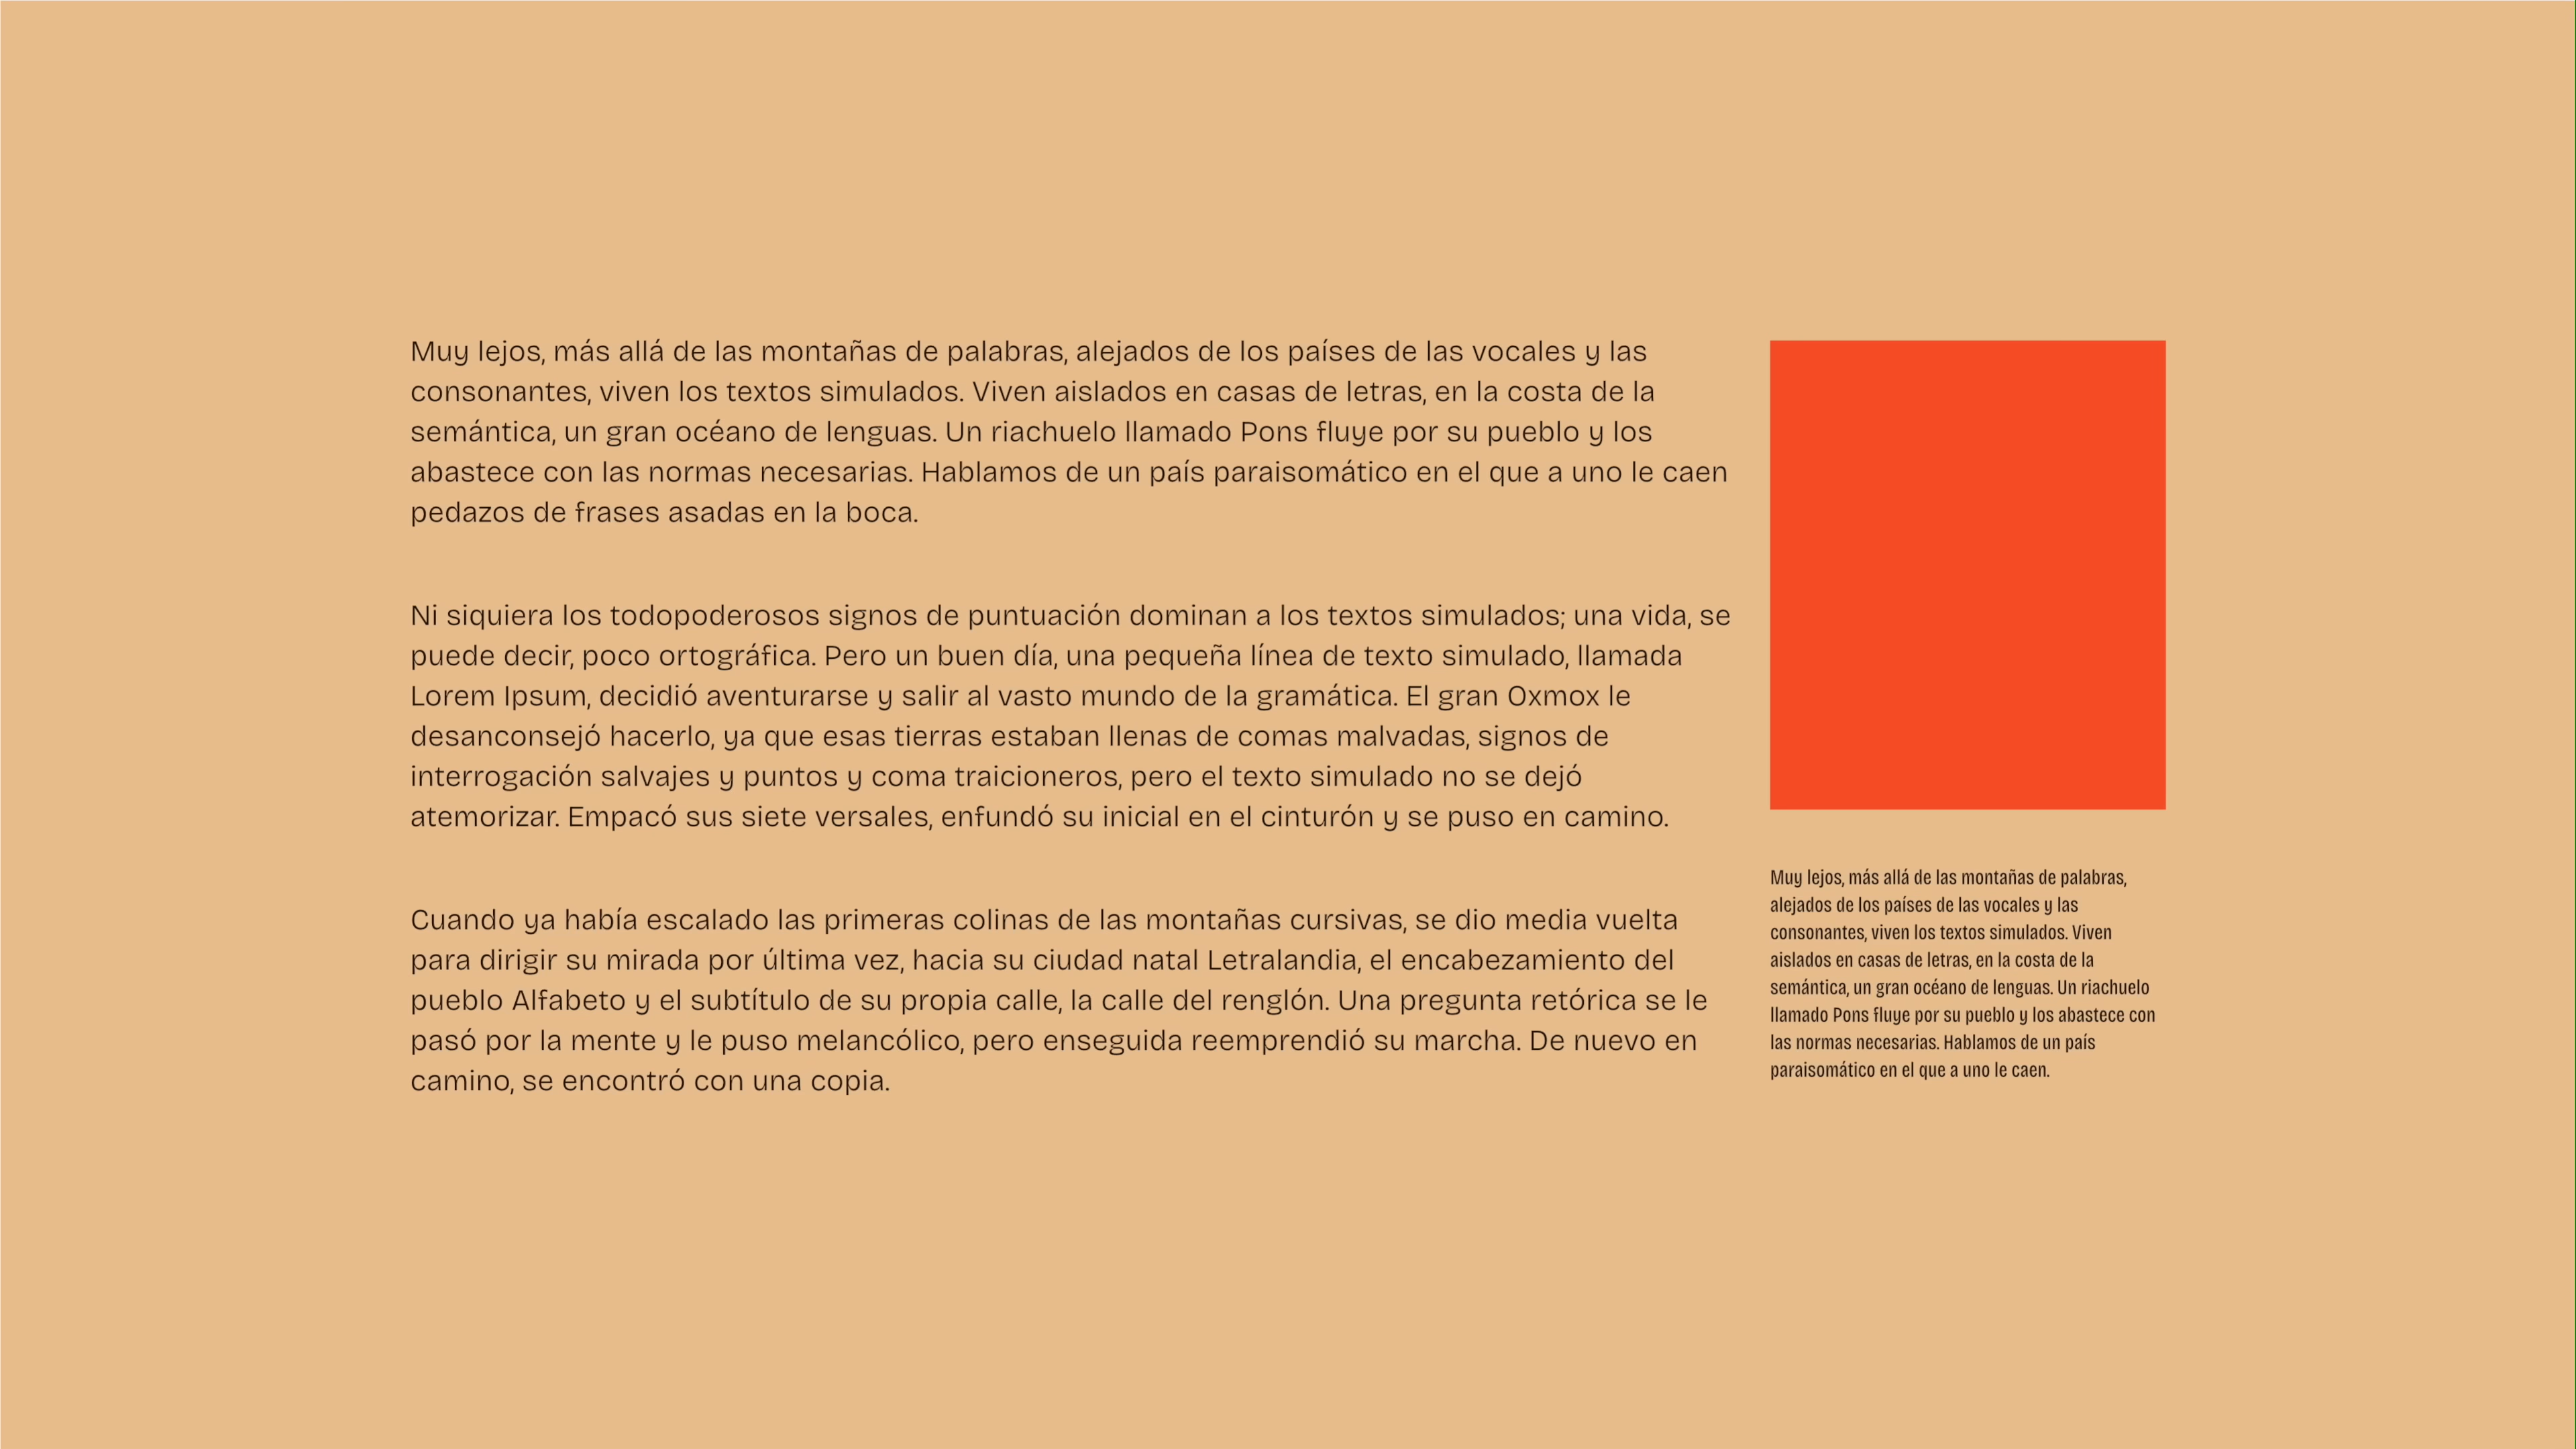 Muy lejos, más allá de las montañas de palabras, alejados de los países de las vocales y las
consonantes, viven los textos simulados. Viven aislados en casas de letras, en la costa de la
semántica, un gran océano de lenguas. Un riachuelo llamado Pons fluye por su pueblo y los
abastece con las normas necesarias. Hablamos de un país paraisomático en el que a uno le caen
pedazos de frases asadas en la boca.
Ni siquiera los todopoderosos signos de puntuación dominan a los textos simulados; una vida, se
puede decir, poco ortográfica. Pero un buen día, una pequeña línea de texto simulado, llamada
Lorem Ipsum, decidió aventurarse y salir al vasto mundo de la gramática. El gran Oxmox le
desanconsejó hacerlo, ya que esas tierras estaban llenas de comas malvadas, signos de
interrogación salvajes y puntos y coma traicioneros, pero el texto simulado no se dejó
atemorizar. Empacó sus siete versales, enfundó su inicial en el cinturón y se puso en camino.
Cuando ya había escalado las primeras colinas de las montañas cursivas, se dio media vuelta
para dirigir su mirada por última vez, hacia su ciudad natal Letralandia, el encabezamiento del
pueblo Alfabeto y el subtítulo de su propia calle, la calle del renglón. Una pregunta retórica se le
pasó por la mente y le puso melancólico, pero enseguida reemprendió su marcha. De nuevo en
camino, se encontró con una copia.
Muy lejos, más allá de las montañas de palabras,
alejados de los países de las vocales y las
consonantes, viven los textos simulados. Viven
aislados en casas de letras, en la costa de la
semántica, un gran océano de lenguas. Un riachuelo
llamado Pons fluye por su pueblo y los abastece con
las normas necesarias. Hablamos de un país
paraisomático en el que a uno le caen.